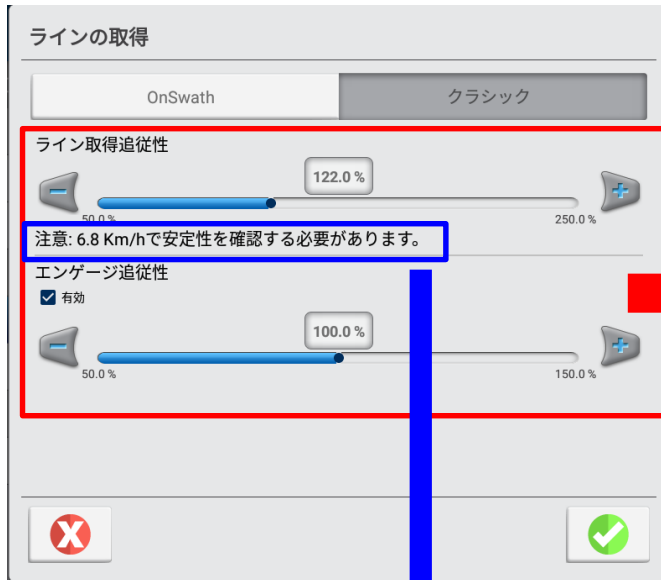 ラインの取得
OnSwath クラシック
ライン取得追従性
122.0 %
50.0 % 250.0 %
注意: 6.8 Km/hで安定性を確認する必要があります。
エンゲージ追従性
有効
100.0 %
50.0 % 150.0 %